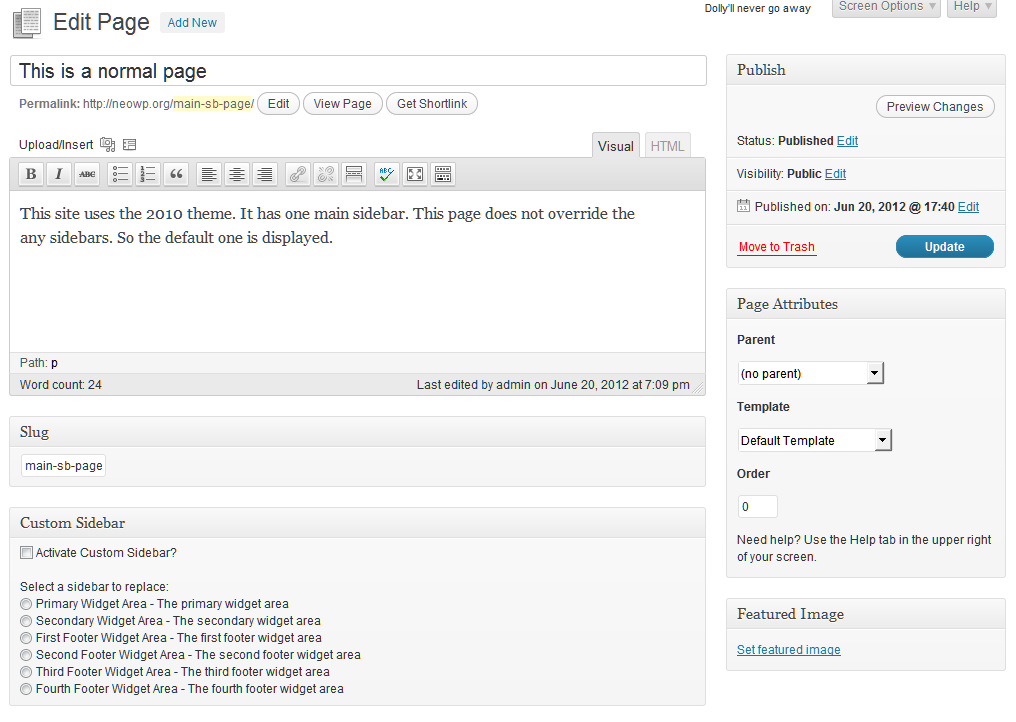 Dolly'll never go away
Screen Options
Help
Edit Page
Add New
This is a normal page
Permalink: http://neowp.org/main-sb-page/
Edit
View Page
Get Shortlink
Upload/Insert
Visual
HTML
B
I
ABC
ABC
This site uses the 2010 theme. It has one main sidebar. This page does not override the
any sidebars. So the default one is displayed.
Path: p
Word count: 24
Last edited by admin on June 20, 2012 at 7:09 pm
Slug
main-sb-page
Custom Sidebar
Activate Custom Sidebar?
Select a sidebar to replace:
Primary Widget Area - The primary widget area
Secondary Widget Area - The secondary widget area
First Footer Widget Area - The first footer widget area
Second Footer Widget Area - The second footer widget area
Third Footer Widget Area - The third footer widget area
Fourth Footer Widget Area - The fourth footer widget area
Publish
Preview Changes
Status: Published Edit
Visibility: Public Edit
Published on: Jun 20, 2012 @ 17:40 Edit
Move to Trash
Update
Page Attributes
Parent
(no parent)
Template
Default Template
Order
0
Need help? Use the Help tab in the upper right
of your screen.
Featured Image
Set featured image